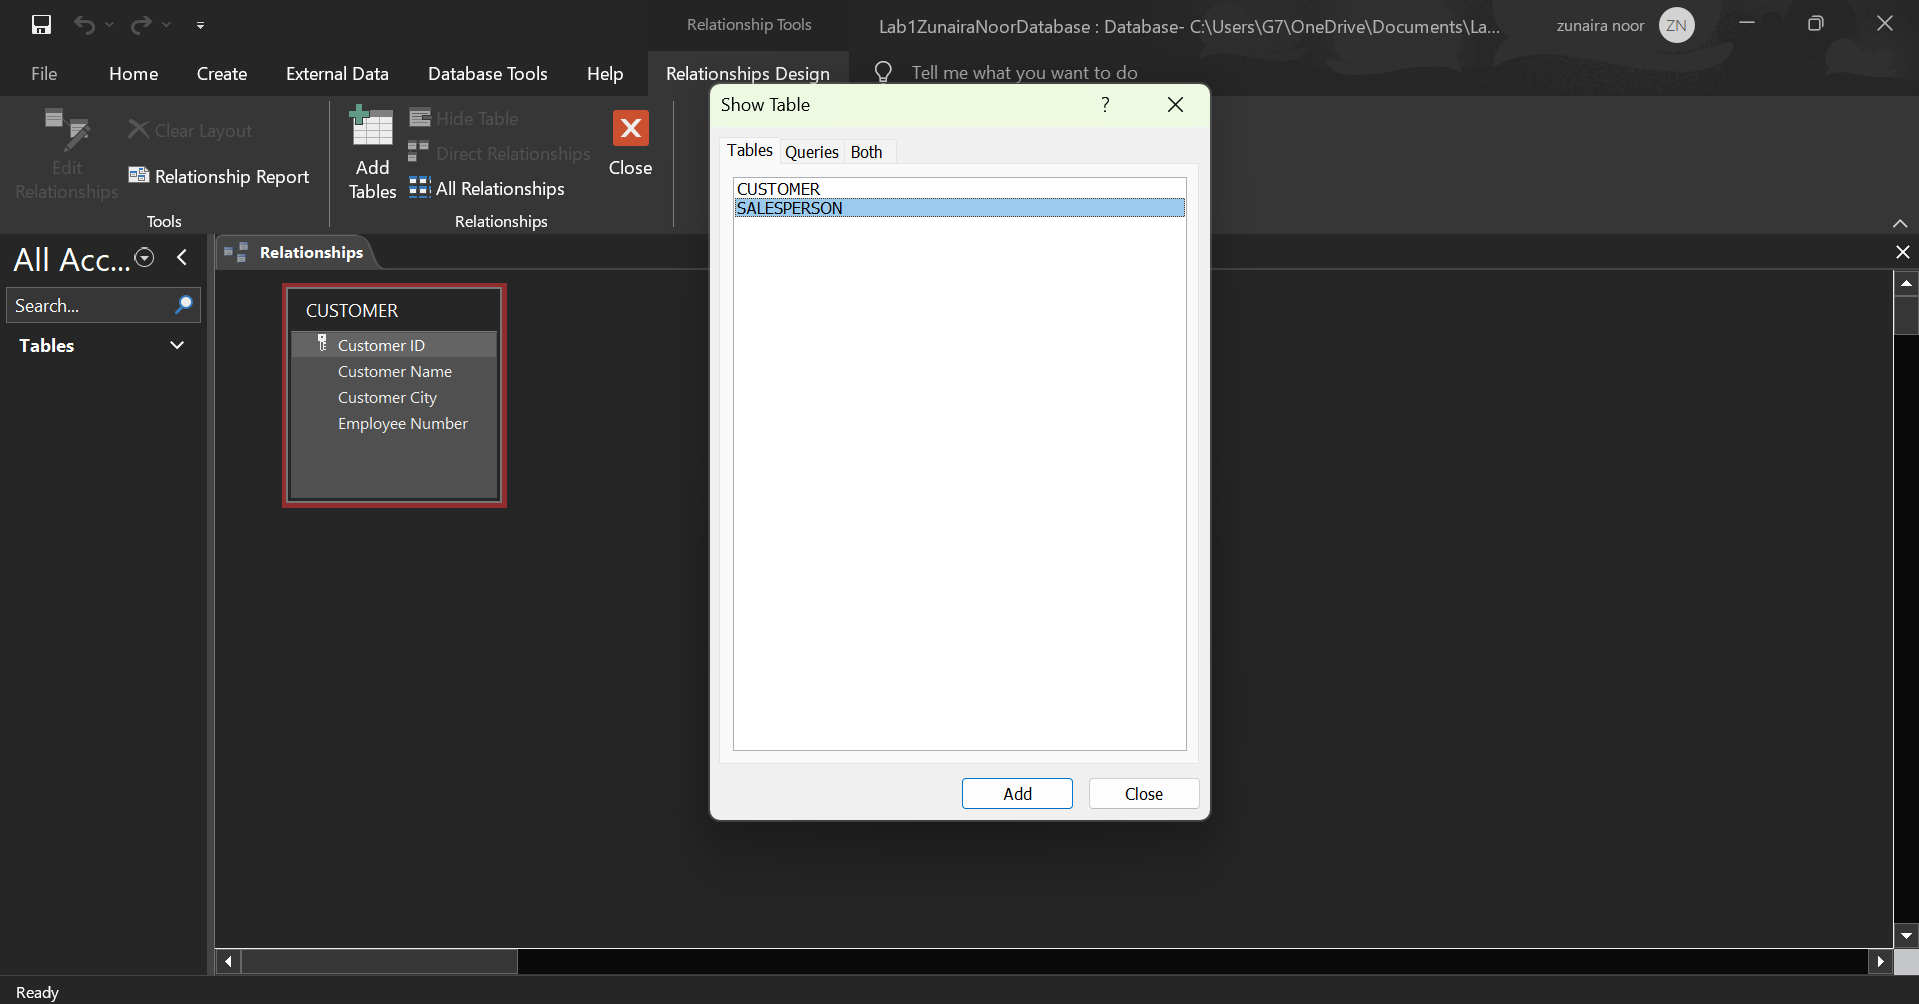 Relationship Tools
Lab1ZunairaNoorDatabase : Database- C:\Users\G7\OneDrive\Documents\La...
zunaira noor
ZN
File
Home
Create
External Data
Database Tools
Help
Relationships Design
Tell me what you want to do
Edit
Relationships
Clear Layout
Relationship Report
Tools
Add
Tables
Hide Table
Direct Relationships
All Relationships
Relationships
Close
Show Table
?
Tables
Queries
Both
CUSTOMER
SALESPERSON
Add
Close
All Acc...
Search...
Tables
Relationships
CUSTOMER
Customer ID
Customer Name
Customer City
Employee Number
Ready